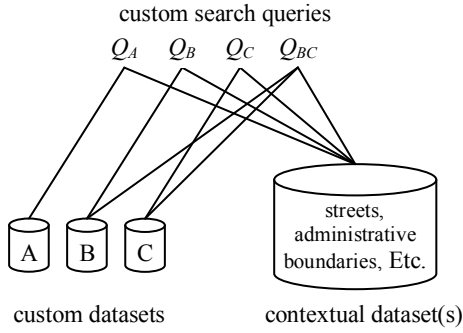 custom search queries
QA QB QC QBC
streets,
administrative
boundaries, Etc.
A B C
custom datasets contextual dataset(s)